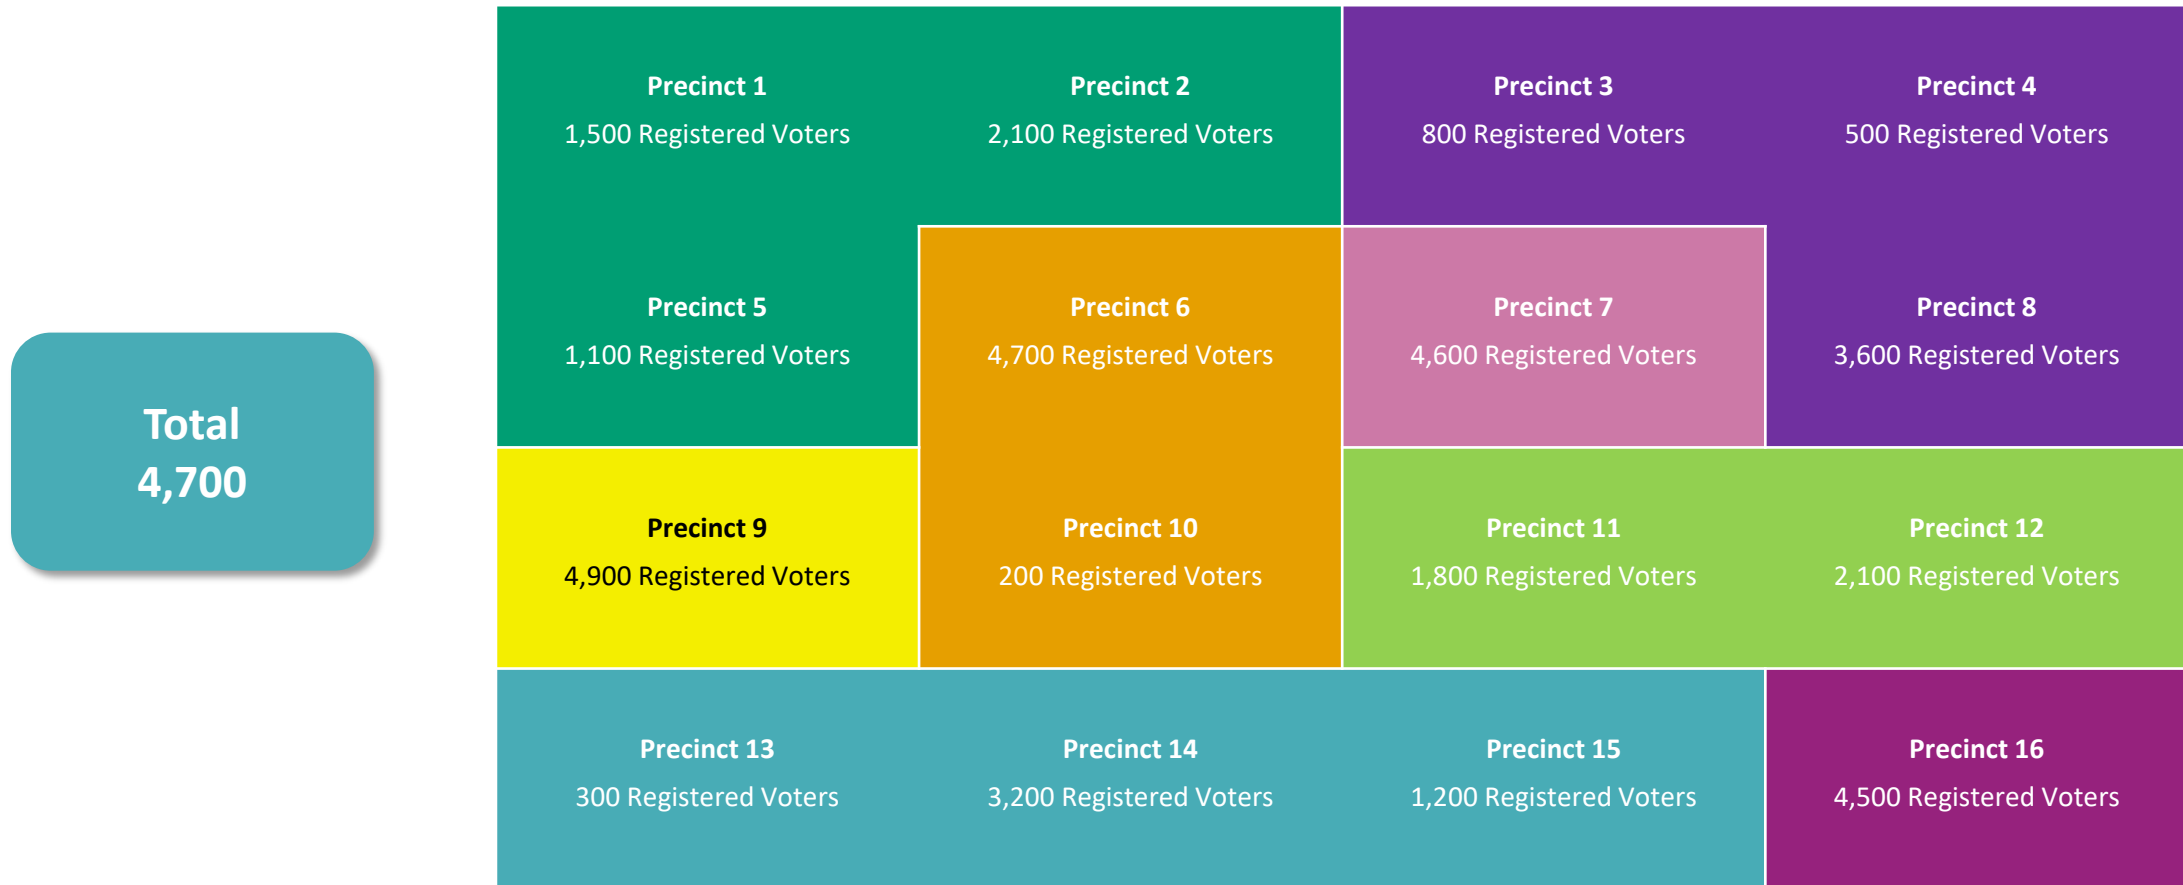 Total
4,700
Precinct 1
1,500 Registered Voters
Precinct 2
2,100 Registered Voters
Precinct 3
800 Registered Voters
Precinct 4
500 Registered Voters
Precinct 5
1,100 Registered Voters
Precinct 6
4,700 Registered Voters
Precinct 7
4,600 Registered Voters
Precinct 8
3,600 Registered Voters
Precinct 9
4,900 Registered Voters
Precinct 10
200 Registered Voters
Precinct 11
1,800 Registered Voters
Precinct 12
2,100 Registered Voters
Precinct 13
300 Registered Voters
Precinct 14
3,200 Registered Voters
Precinct 15
1,200 Registered Voters
Precinct 16
4,500 Registered Voters